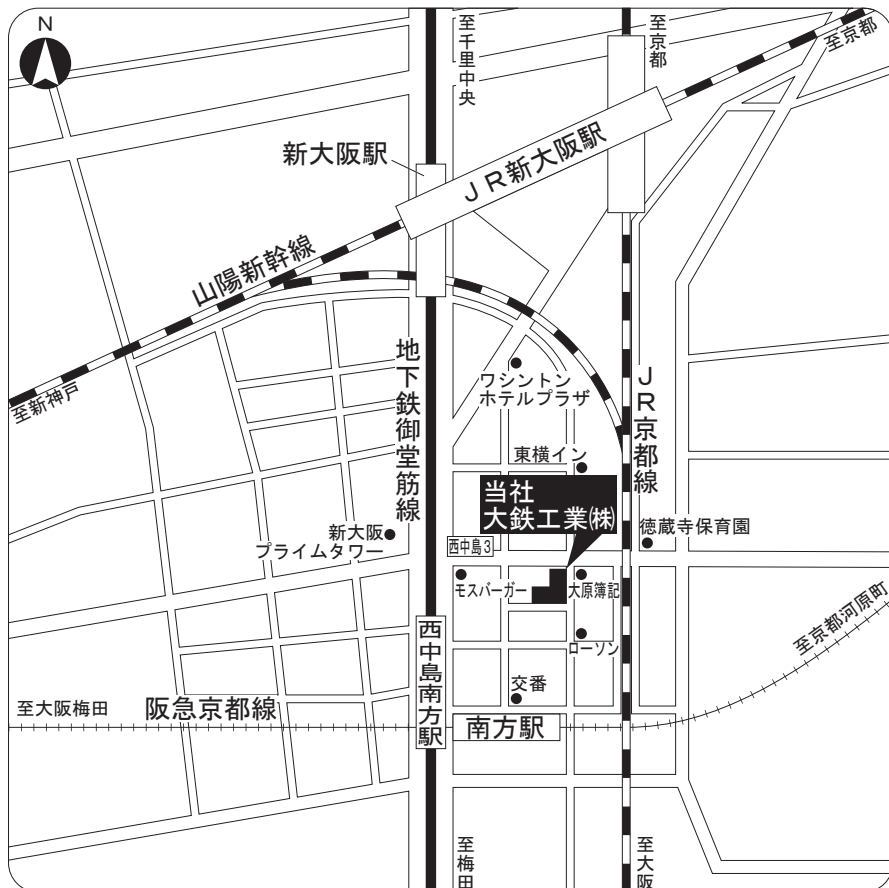 N
至千里中央
至京都
至京都
新大阪駅
JR新大阪駅
山陽新幹線
至新神戸
地下鉄御堂筋線
ワシントン
ホテルプラザ
JR京都線
東横イン
当社
大鉄工業㈱
新大阪
プライムタワー
西中島3
徳蔵寺保育園
モスバーガー
大原簿記
西中島南方駅
ローソン
至京都河原町
交番
至大阪梅田
阪急京都線
南方駅
至梅田
至大阪